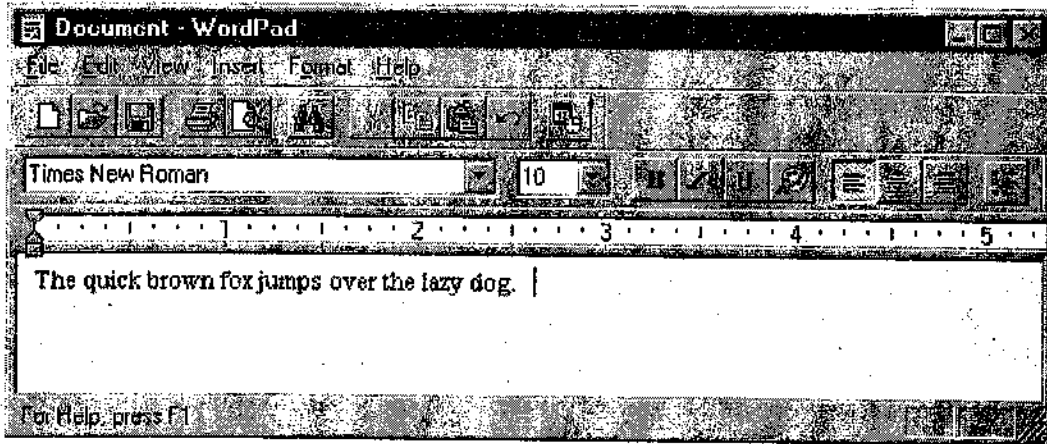 Document - WordPad
File Edit View Insert Format Help
Times New Roman 10
1 2 3 4 5
The quick brown fox jumps over the lazy dog.
For Help, press F1